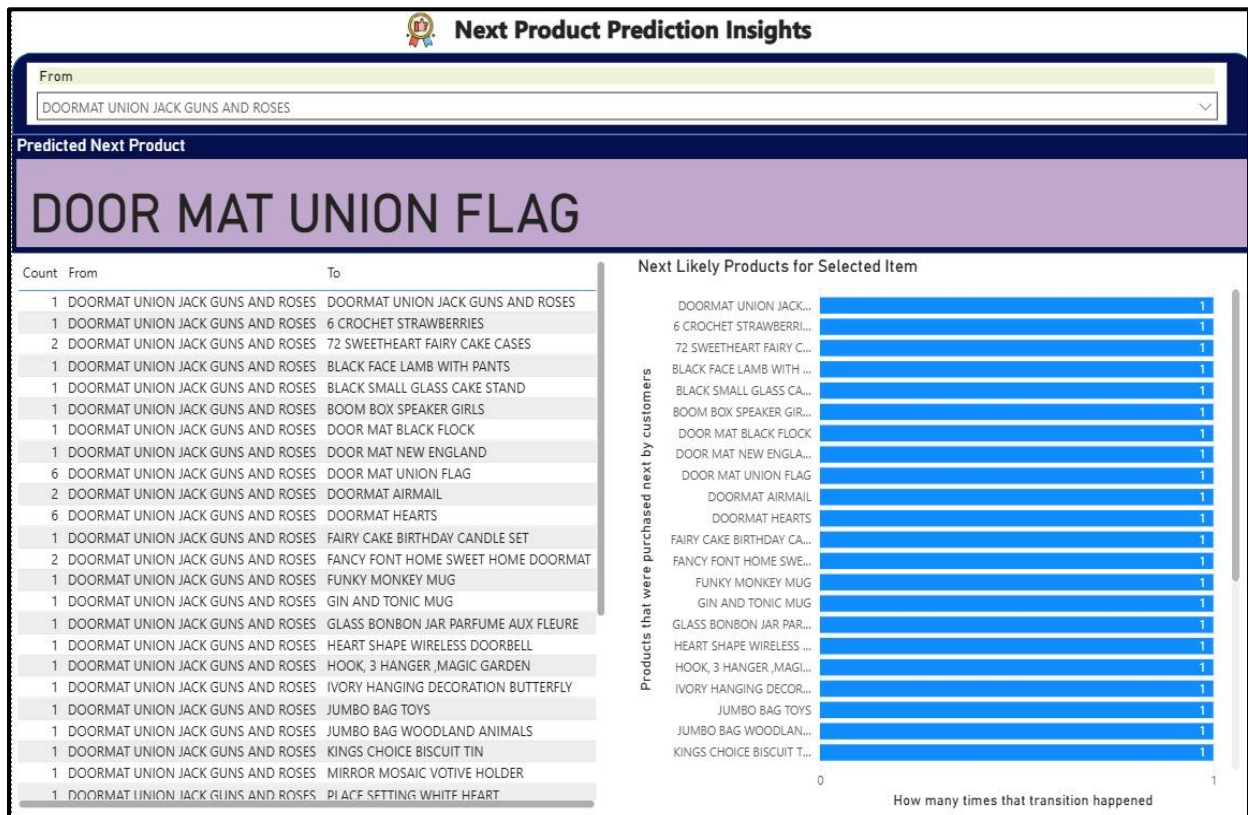 Next Product Prediction Insights
From
DOORMAT UNION JACK GUNS AND ROSES
Predicted Next Product
DOOR MAT UNION FLAG
Count From To
1 DOORMAT UNION JACK GUNS AND ROSES DOORMAT UNION JACK GUNS AND ROSES
1 DOORMAT UNION JACK GUNS AND ROSES 6 CROCHET STRAWBERRIES
2 DOORMAT UNION JACK GUNS AND ROSES 72 SWEETHEART FAIRY CAKE CASES
1 DOORMAT UNION JACK GUNS AND ROSES BLACK FACE LAMB WITH PANTS
1 DOORMAT UNION JACK GUNS AND ROSES BLACK SMALL GLASS CAKE STAND
1 DOORMAT UNION JACK GUNS AND ROSES BOOM BOX SPEAKER GIRLS
1 DOORMAT UNION JACK GUNS AND ROSES DOOR MAT BLACK FLOCK
1 DOORMAT UNION JACK GUNS AND ROSES DOOR MAT NEW ENGLAND
6 DOORMAT UNION JACK GUNS AND ROSES DOOR MAT UNION FLAG
2 DOORMAT UNION JACK GUNS AND ROSES DOORMAT AIRMAIL
6 DOORMAT UNION JACK GUNS AND ROSES DOORMAT HEARTS
1 DOORMAT UNION JACK GUNS AND ROSES FAIRY CAKE BIRTHDAY CANDLE SET
2 DOORMAT UNION JACK GUNS AND ROSES FANCY FONT HOME SWEET HOME DOORMAT
1 DOORMAT UNION JACK GUNS AND ROSES FUNKY MONKEY MUG
1 DOORMAT UNION JACK GUNS AND ROSES GIN AND TONIC MUG
1 DOORMAT UNION JACK GUNS AND ROSES GLASS BONBON JAR PARFUME AUX FLEURE
1 DOORMAT UNION JACK GUNS AND ROSES HEART SHAPE WIRELESS DOORBELL
1 DOORMAT UNION JACK GUNS AND ROSES HOOK, 3 HANGER ,MAGIC GARDEN
1 DOORMAT UNION JACK GUNS AND ROSES IVORY HANGING DECORATION BUTTERFLY
1 DOORMAT UNION JACK GUNS AND ROSES JUMBO BAG TOYS
1 DOORMAT UNION JACK GUNS AND ROSES JUMBO BAG WOODLAND ANIMALS
1 DOORMAT UNION JACK GUNS AND ROSES KINGS CHOICE BISCUIT TIN
1 DOORMAT UNION JACK GUNS AND ROSES MIRROR MOSAIC VOTIVE HOLDER
1 DOORMAT UNION JACK GUNS AND ROSES PLACE SETTING WHITE HEART
Next Likely Products for Selected Item
Products that were purchased next by customers
DOORMAT UNION JACK... 1
6 CROCHET STRAWBERRI... 1
72 SWEETHEART FAIRY C... 1
BLACK FACE LAMB WITH ... 1
BLACK SMALL GLASS CA... 1
BOOM BOX SPEAKER GIR... 1
DOOR MAT BLACK FLOCK 1
DOOR MAT NEW ENGLA... 1
DOOR MAT UNION FLAG 1
DOORMAT AIRMAIL 1
DOORMAT HEARTS 1
FAIRY CAKE BIRTHDAY CA... 1
FANCY FONT HOME SWE... 1
FUNKY MONKEY MUG 1
GIN AND TONIC MUG 1
GLASS BONBON JAR PAR... 1
HEART SHAPE WIRELESS ... 1
HOOK, 3 HANGER ,MAGI... 1
IVORY HANGING DECOR... 1
JUMBO BAG TOYS 1
JUMBO BAG WOODLAN... 1
KINGS CHOICE BISCUIT T... 1
0 1
How many times that transition happened